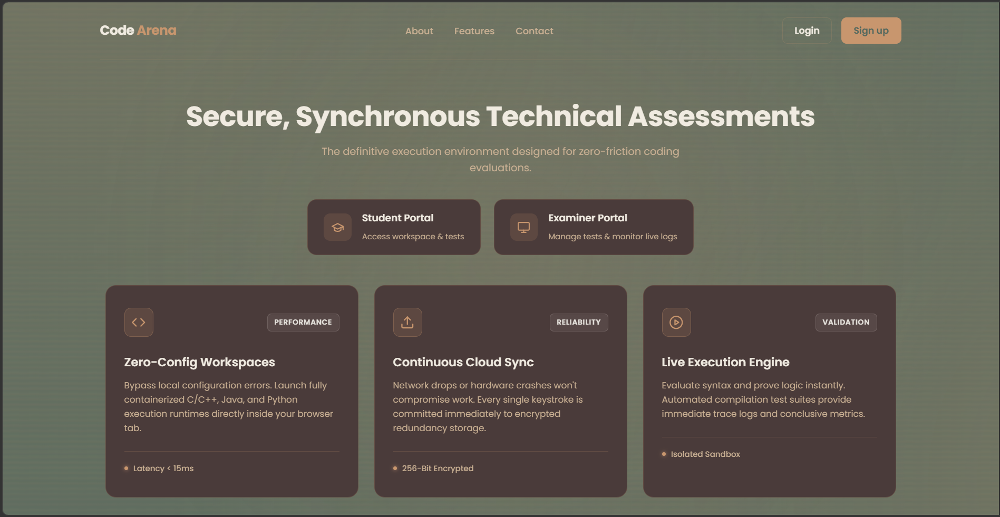 Code Arena
About
Features
Contact
Login
Sign up
Secure, Synchronous Technical Assessments
The definitive execution environment designed for zero-friction coding
evaluations.
Student Portal
Access workspace & tests
Examiner Portal
Manage tests & monitor live logs
PERFORMANCE
Zero-Config Workspaces
Bypass local configuration errors. Launch fully
containerized C/C++, Java, and Python
execution runtimes directly inside your browser
tab.
Latency < 15ms
RELIABILITY
Continuous Cloud Sync
Network drops or hardware crashes won't
compromise work. Every single keystroke is
committed immediately to encrypted
redundancy storage.
256-Bit Encrypted
VALIDATION
Live Execution Engine
Evaluate syntax and prove logic instantly.
Automated compilation test suites provide
immediate trace logs and conclusive metrics.
Isolated Sandbox